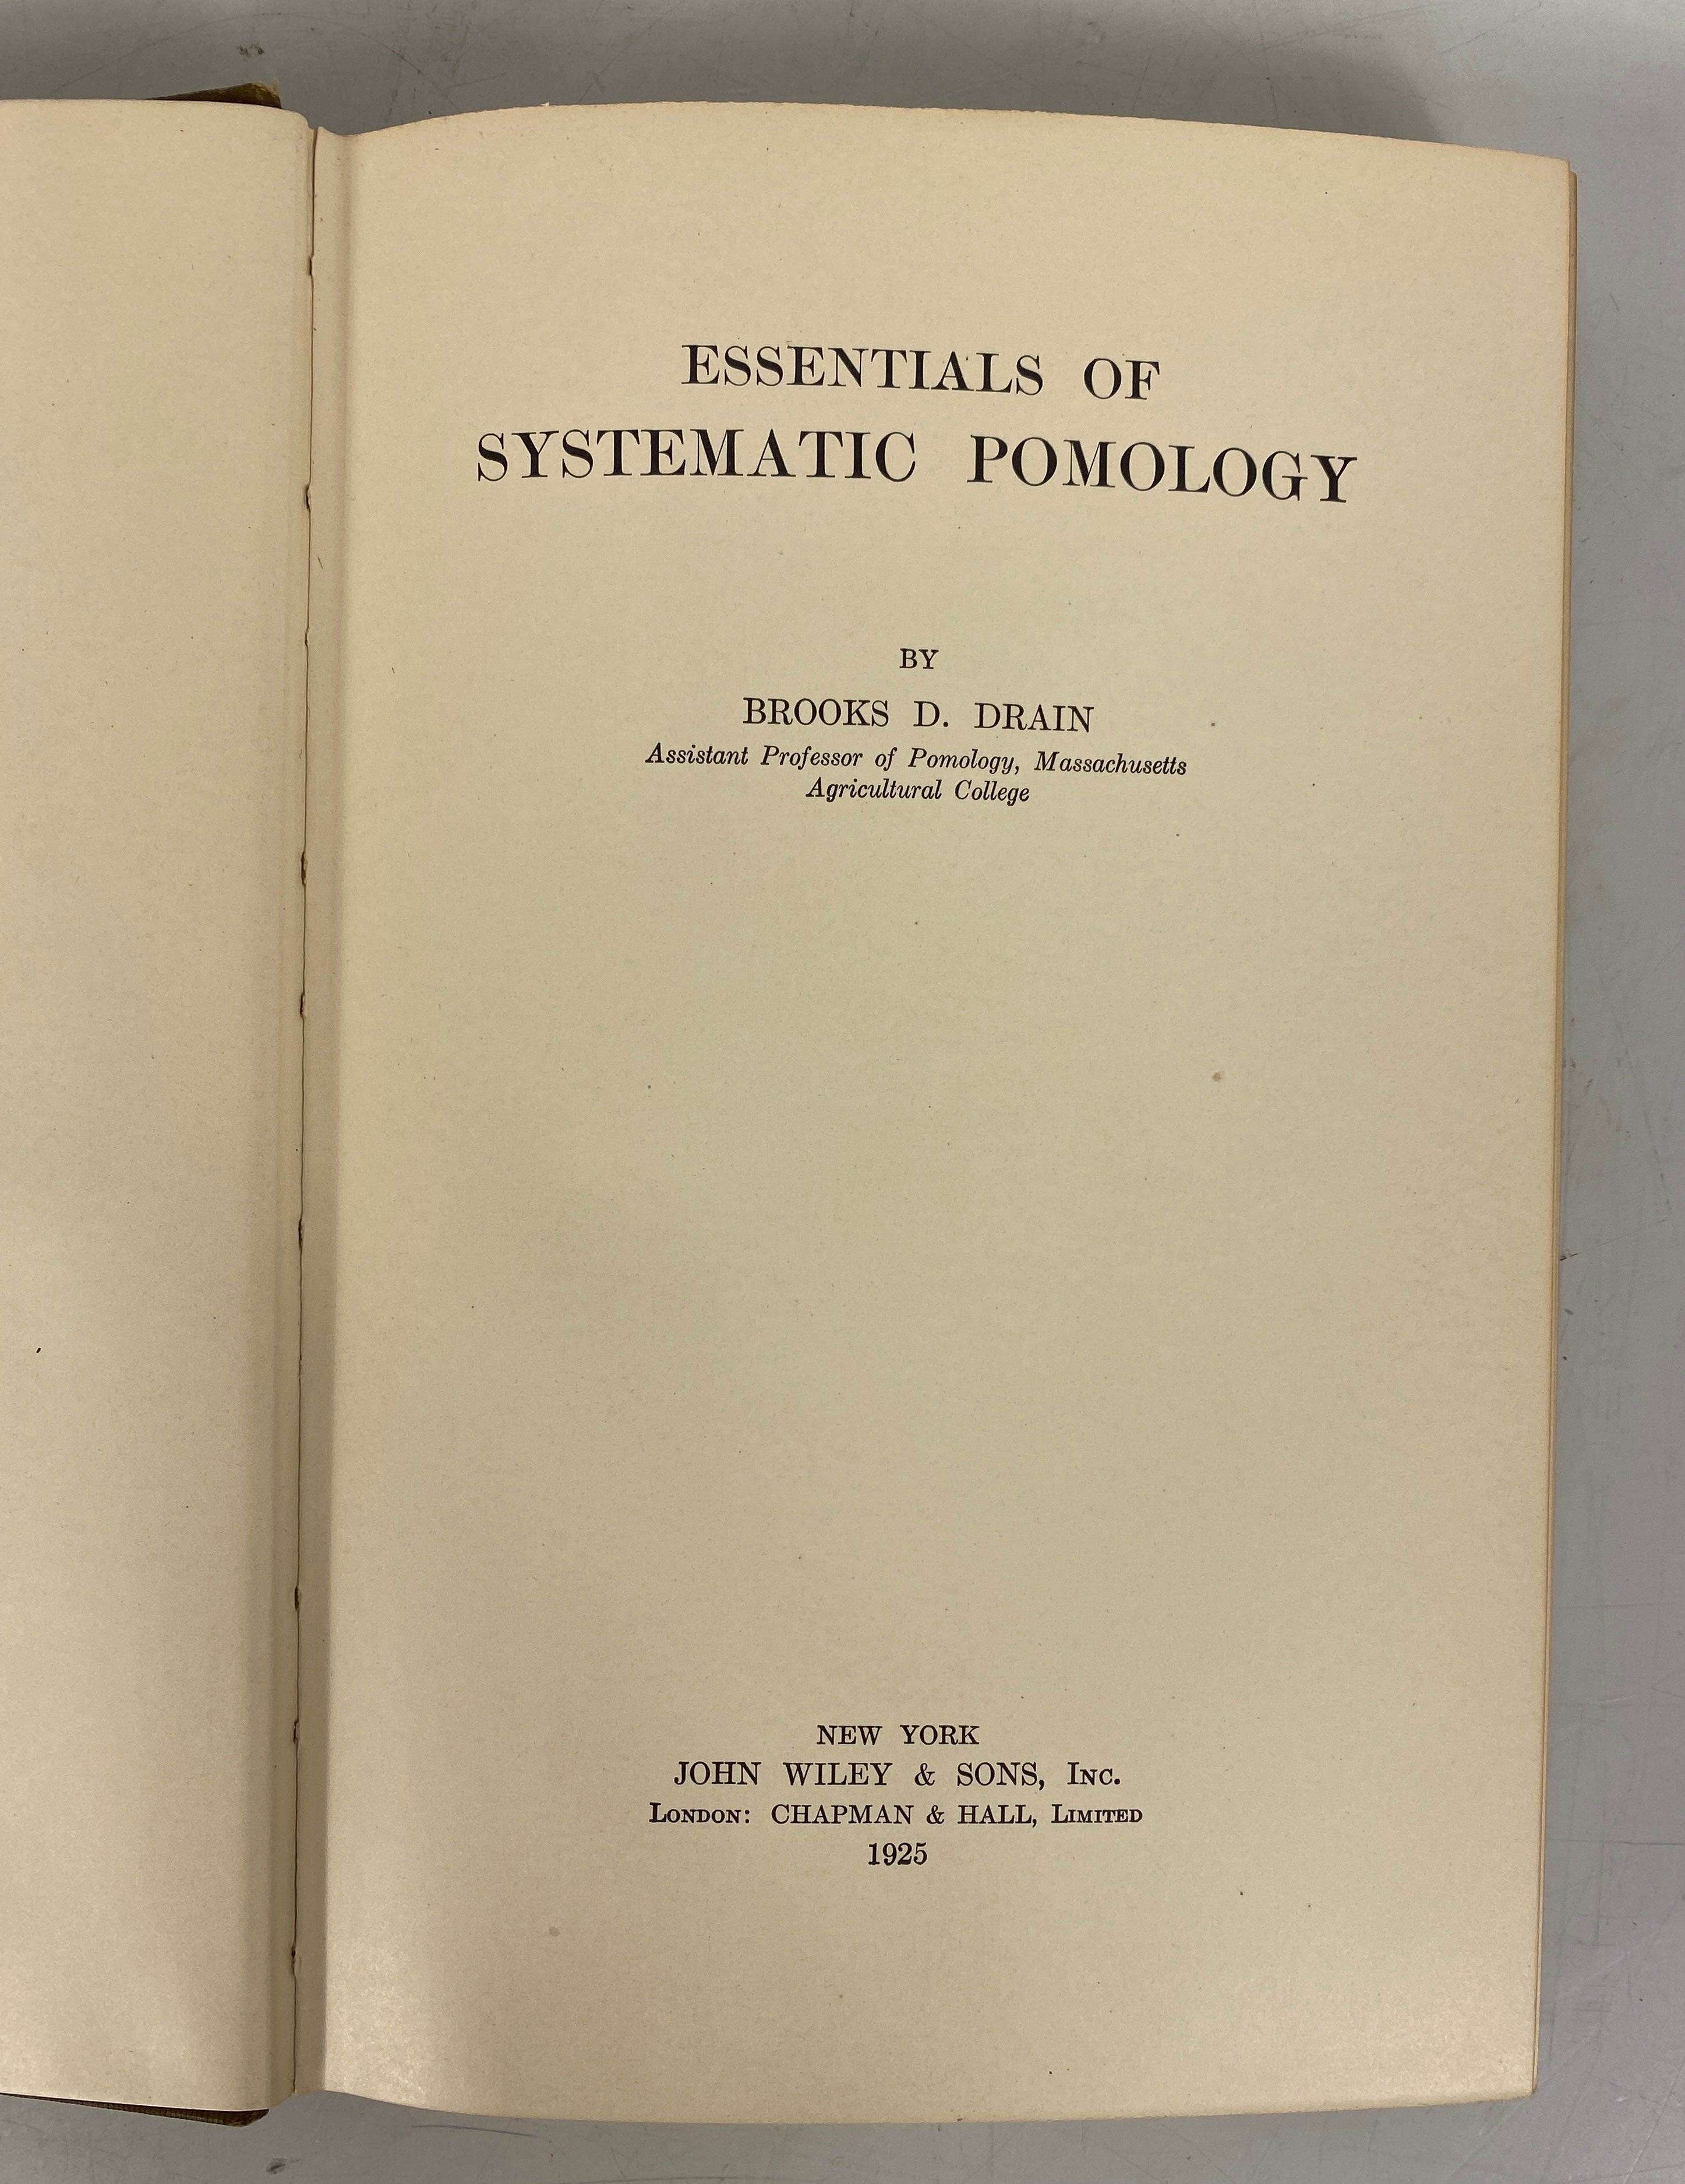 ESSENTIALS OF
SYSTEMATIC POMOLOGY
BY
BROOKS D. DRAIN
Assistant Professor of Pomology, Massachusetts
Agricultural College
NEW YORK
JOHN WILEY & SONS, INC.
LONDON: CHAPMAN & HALL, LIMITED
1925